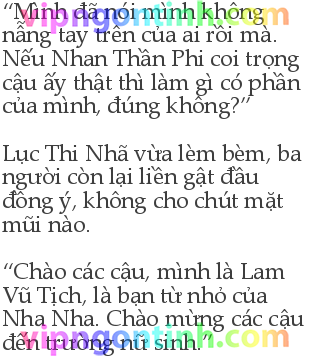 “Mình đã nói mình không
nẫng tay trên của ai rồi mà.
Nếu Nhan Thần Phi coi trọng
cậu ấy thật thì làm gì có phần
của mình, đúng không?”
Lục Thi Nhã vừa lèm bèm, ba
người còn lại liền gật đầu
đồng ý, không cho chút mặt
mũi nào.
“Chào các cậu, mình là Lam
Vũ Tịch, là bạn từ nhỏ của
Nha Nha. Chào mừng các cậu
đến trường nữ sinh.”
vipngontinh.com